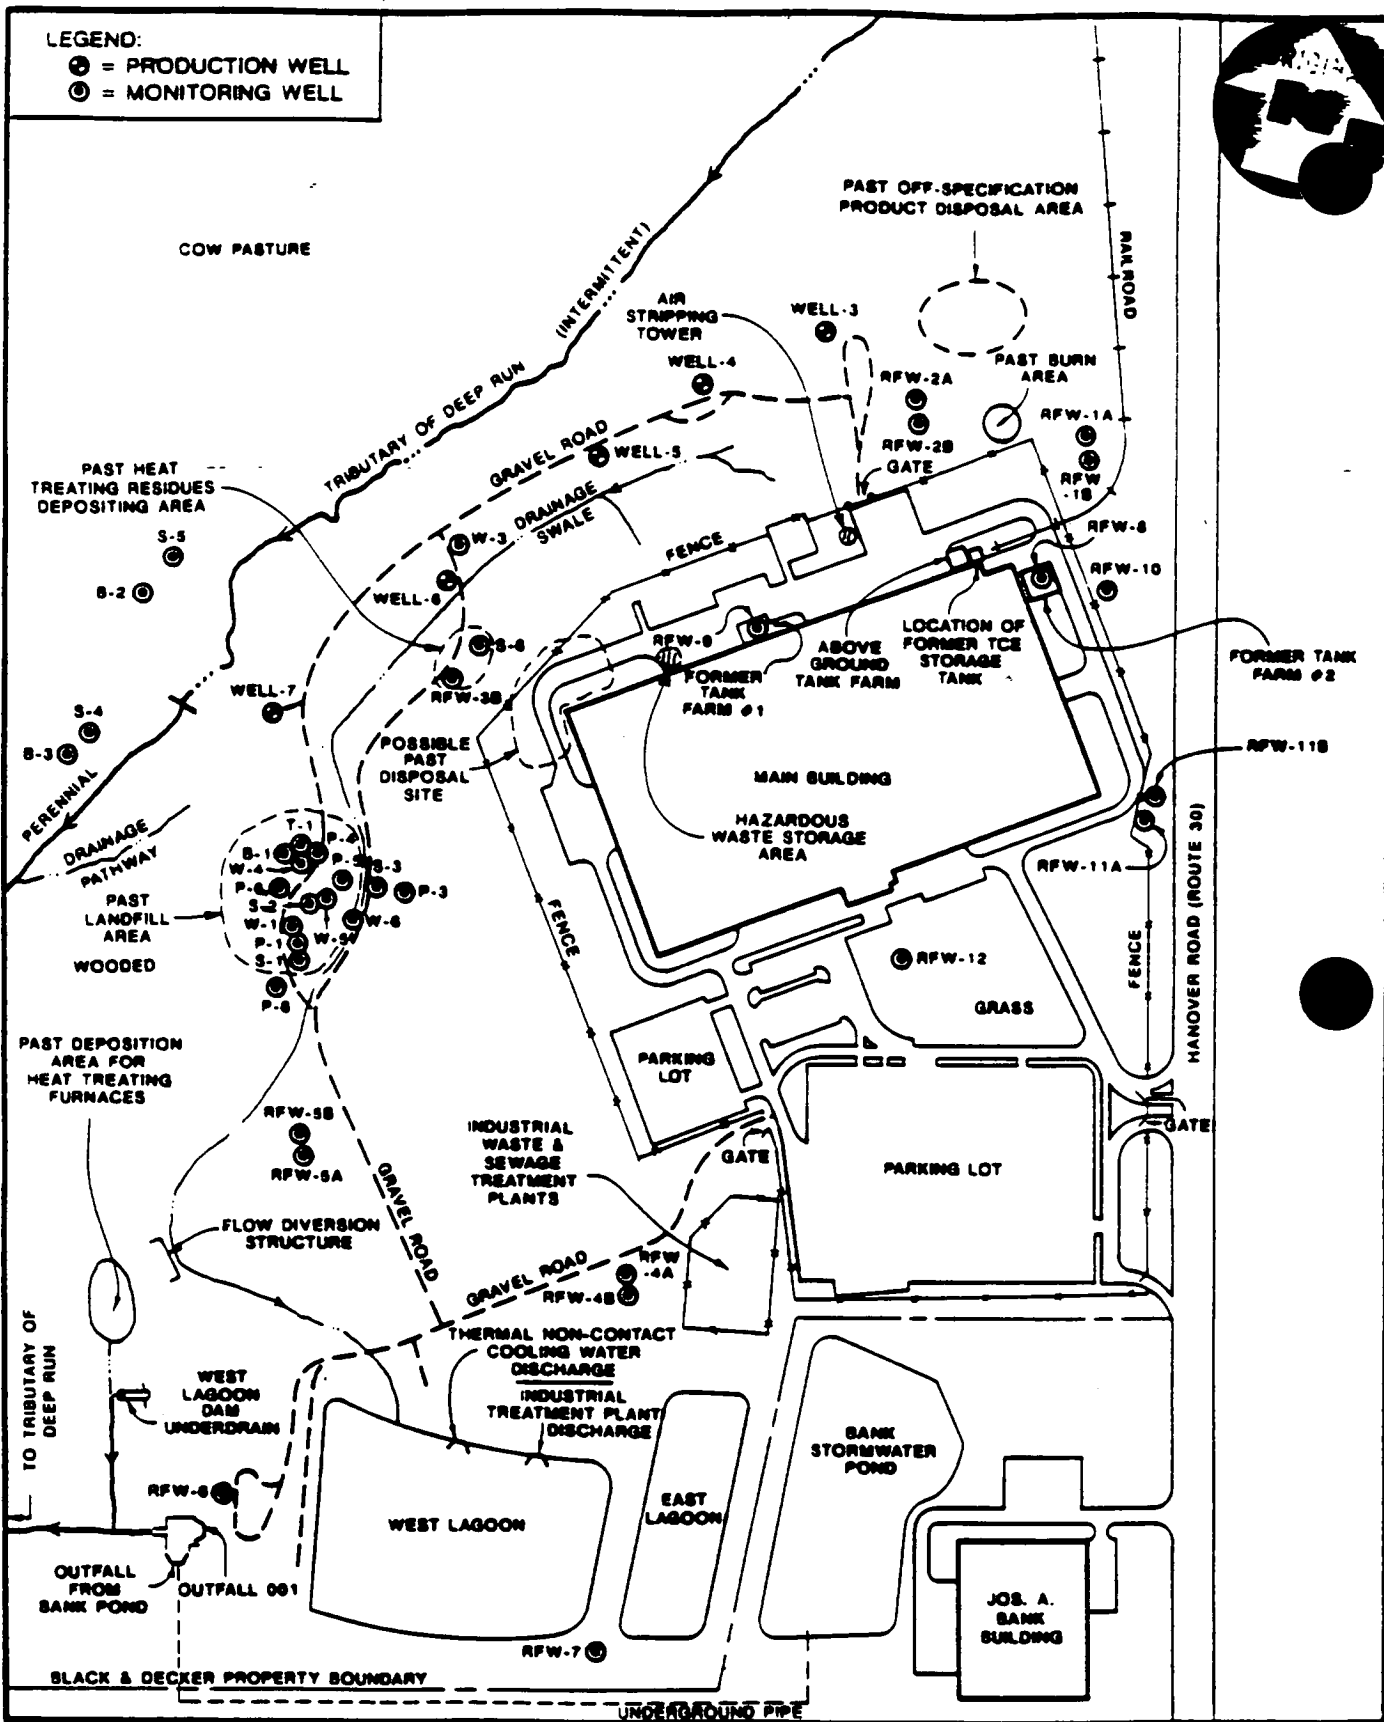 LEGEND:
= PRODUCTION WELL
= MONITORING WELL
COW PASTURE
PAST OFF-SPECIFICATION
PRODUCT DISPOSAL AREA
RAILROAD
(INTERMITTENT)
TRIBUTARY OF DEEP RUN
AIR
STRIPPING
TOWER
WELL-3
WELL-4
PAST BURN
AREA
RFW-2A
RFW-2B
RFW-1A
RFW
-1B
GATE
GRAVEL ROAD
WELL-5
PAST HEAT
TREATING RESIDUES
DEPOSITING AREA
DRAINAGE
SWALE
S-5
B-2
W-3
WELL-6
FENCE
RFW-8
RFW-10
RFW-9
S-6
RFW-3B
FORMER
TANK
FARM #1
ABOVE
GROUND
TANK FARM
LOCATION OF
FORMER TCE
STORAGE
TANK
FORMER TANK
FARM #2
WELL-7
S-4
B-3
POSSIBLE
PAST
DISPOSAL
SITE
MAIN BUILDING
RFW-11B
PERENNIAL
HAZARDOUS
WASTE STORAGE
AREA
RFW-11A
HANOVER ROAD (ROUTE 30)
DRAINAGE
PATHWAY
T-1
B-1
W-4
S-3
P-3
S-2
W-1
W-5
W-6
P-1
S-1
PAST
LANDFILL
AREA
WOODED
FENCE
RFW-12
FENCE
GRASS
PAST DEPOSITION
AREA FOR
HEAT TREATING
FURNACES
PARKING
LOT
RFW-5B
RFW-5A
INDUSTRIAL
WASTE &
SEWAGE
TREATMENT
PLANTS
GATE
GATE
PARKING LOT
GRAVEL ROAD
FLOW DIVERSION
STRUCTURE
GRAVEL ROAD
RFW
-4A
RFW-4B
TO TRIBUTARY OF
DEEP RUN
THERMAL NON-CONTACT
COOLING WATER
DISCHARGE
INDUSTRIAL
TREATMENT PLANT
DISCHARGE
WEST
LAGOON
DAM
UNDERDRAIN
BANK
STORMWATER
POND
RFW-6
WEST LAGOON
EAST
LAGOON
OUTFALL
FROM
BANK POND
OUTFALL 001
JOS. A.
BANK
BUILDING
RFW-7
BLACK & DECKER PROPERTY BOUNDARY
UNDERGROUND PIPE